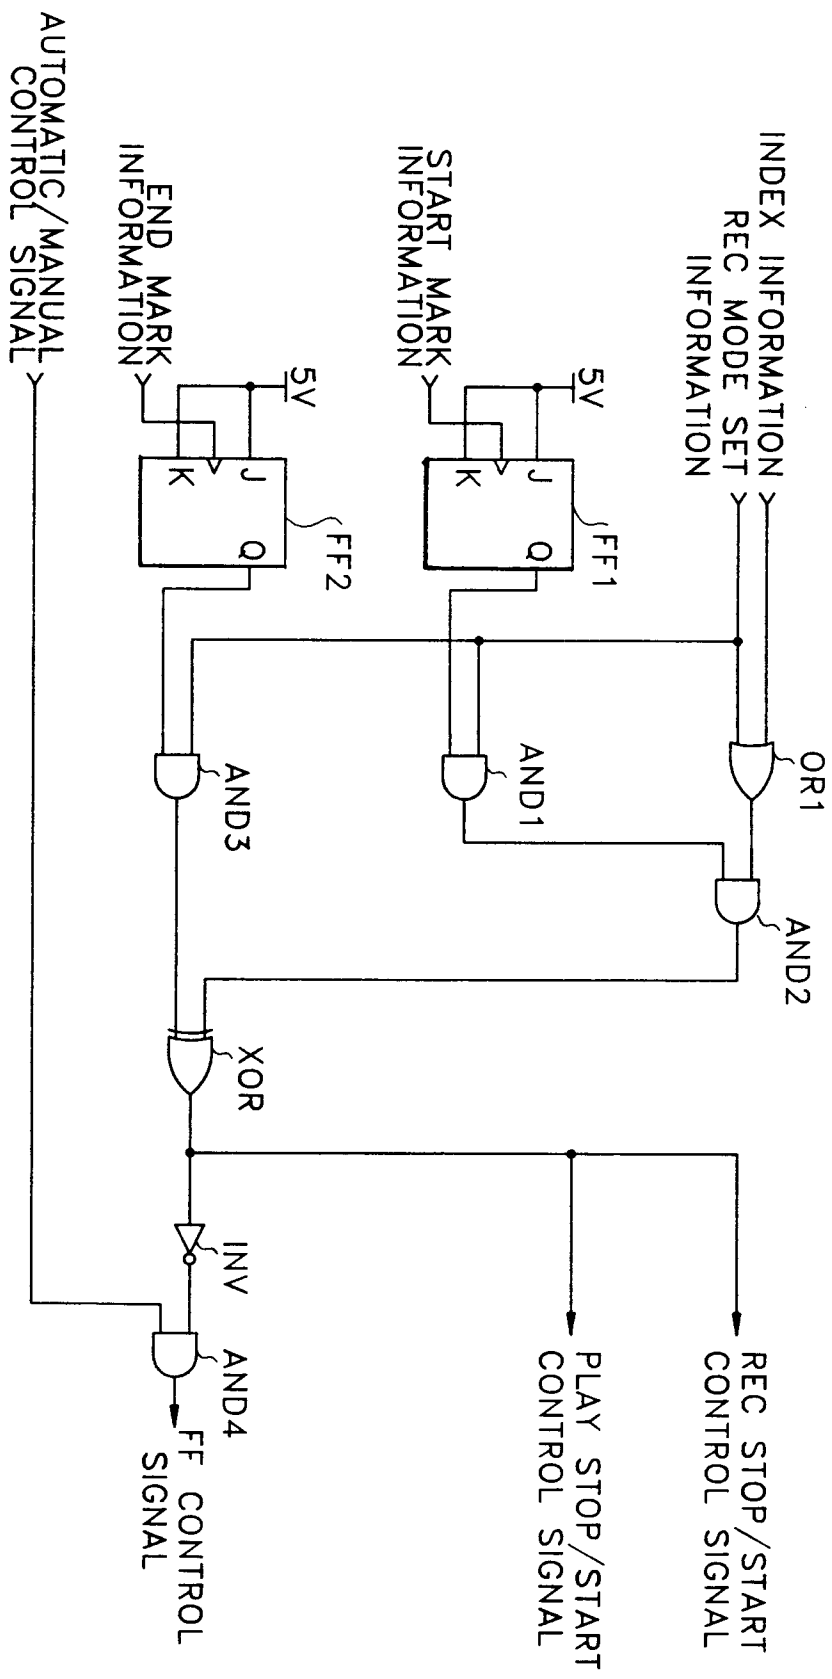 INDEX INFORMATION
REC MODE SET
INFORMATION
OR1
AND2
REC STOP/START
CONTROL SIGNAL
START MARK
INFORMATION
5V
J
K
Q
FF1
AND1
PLAY STOP/START
CONTROL SIGNAL
END MARK
INFORMATION
5V
J
K
Q
FF2
AND3
XOR
INV
AND4
FF CONTROL
SIGNAL
AUTOMATIC/MANUAL
CONTROL SIGNAL